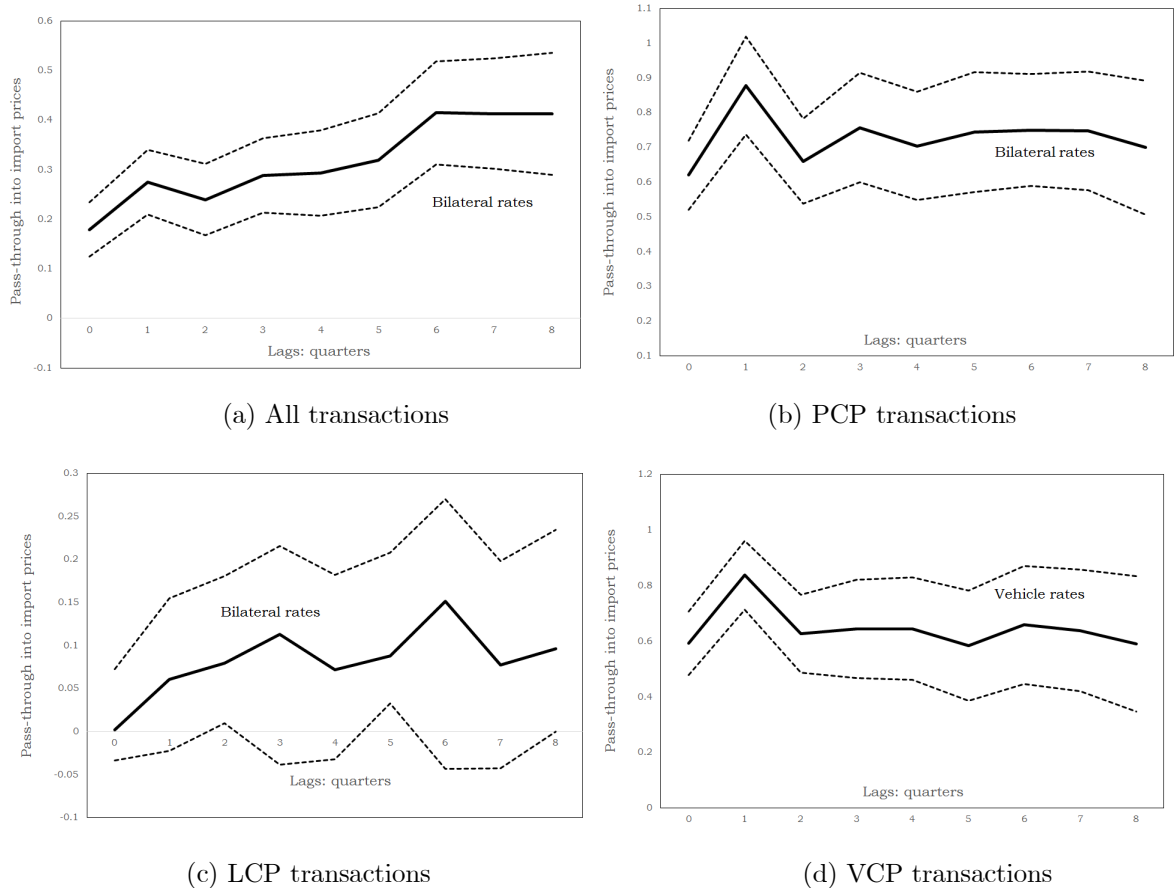 Pass-through into import prices
0.6
0.5
0.4
0.3
0.2
0.1
0
-0.1
0 1 2 3 4 5 6 7 8
Lags: quarters
Bilateral rates
(a) All transactions
Pass-through into import prices
1.1
1
0.9
0.8
0.7
0.6
0.5
0.4
0.3
0.2
0.1
Bilateral rates
Lags: quarters
0 1 2 3 4 5 6 7 8
(b) PCP transactions
Pass-through into import prices
0.3
0.25
0.2
0.15
0.1
0.05
0
-0.05
-0.1
Bilateral rates
0 1 2 3 4 5 6 7 8
Lags: quarters
(c) LCP transactions
Pass-through into import prices
1.2
1
0.8
0.6
0.4
0.2
0
Vehicle rates
Lags: quarters
0 1 2 3 4 5 6 7 8
(d) VCP transactions